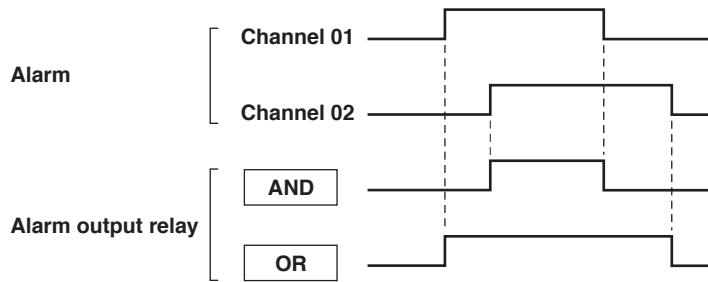 Alarm
Channel 01
Channel 02
Alarm output relay
AND
OR